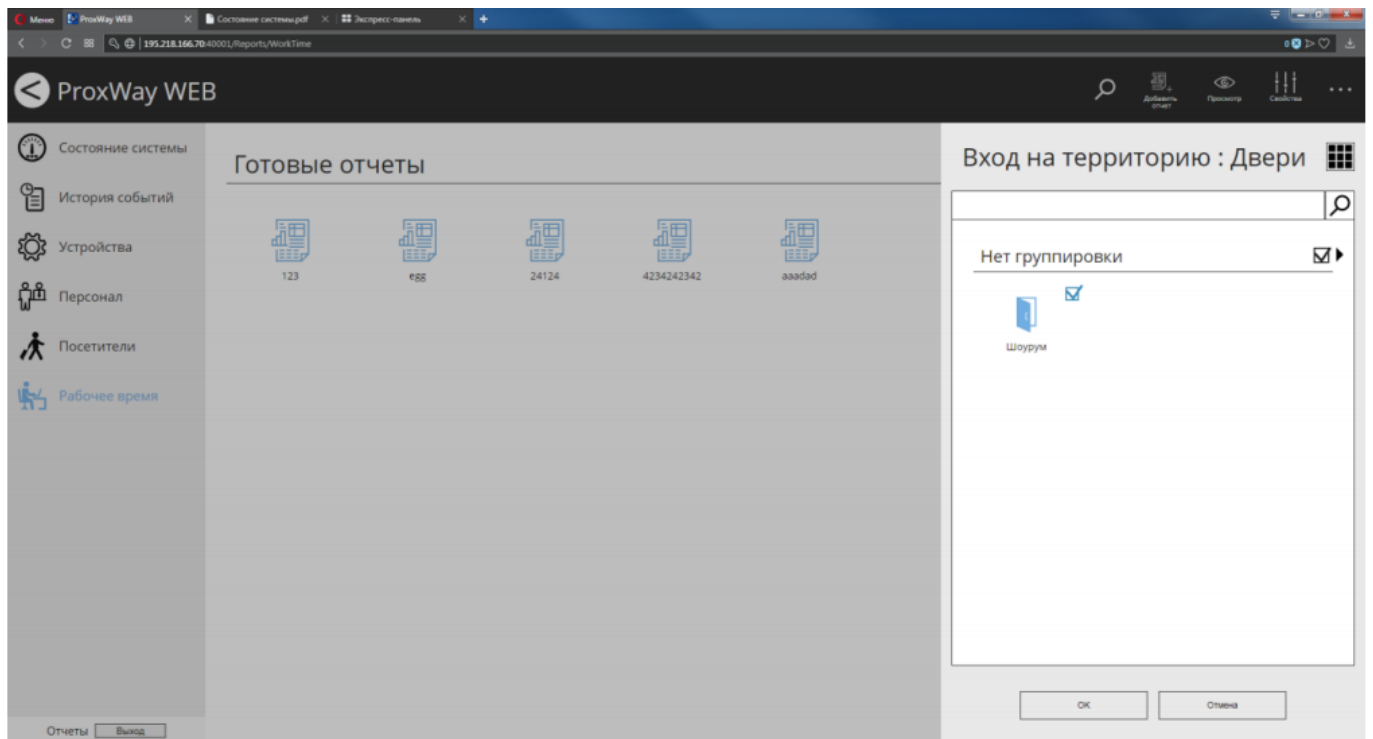 Меню
ProxWay WEB
Состояние системы.pdf
Экспресс-панель
195.218.166.70:40001/Reports/WorkTime
0
ProxWay WEB
Добавить
отчет
Просмотр
Свойства
Состояние системы
История событий
Устройства
Персонал
Посетители
Рабочее время
Отчеты
Выход
Готовые отчеты
123
egg
24124
4234242342
aaadad
Вход на территорию : Двери
Нет группировки
Шоурум
OK
Отмена